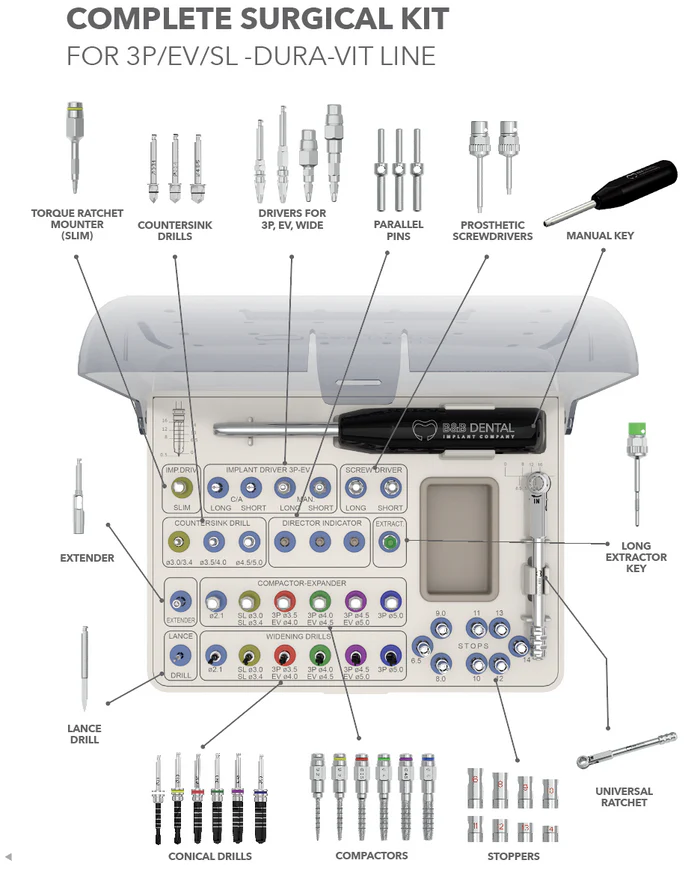 COMPLETE SURGICAL KIT
FOR 3P/EV/SL -DURA-VIT LINE
TORQUE RATCHET
MOUNTER
(SLIM)
COUNTERSINK
DRILLS
DRIVERS FOR
3P, EV, WIDE
PARALLEL
PINS
PROSTHETIC
SCREWDRIVERS
MANUAL KEY
B&B DENTAL
IMPLANT COMPANY
IMP.DRIV
SLIM
IMPLANT DRIVER 3P-EV
C/A
MAN.
LONG SHORT LONG SHORT
SCREW DRIVER
LONG SHORT
COUNTERSINK DRILL
ø3.0/3.4 ø3.5/4.0 ø4.5/5.0
DIRECTOR INDICATOR
EXTRACT.
IN
LONG
EXTRACTOR
KEY
EXTENDER
EXTENDER
COMPACTOR-EXPANDER
ø2.1 SL ø3.0 3P ø3.5 3P ø4.0 3P ø4.5 3P ø5.0
SL ø3.4 EV ø4.0 EV ø4.5 EV ø5.0
LANCE
DRILL
WIDENING DRILLS
ø2.1 SL ø3.0 3P ø3.5 3P ø4.0 3P ø4.5 3P ø5.0
SL ø3.4 EV ø4.0 EV ø4.5 EV ø5.0
9.0 11 13
STOPS
6.5 14
8.0 10 12
LANCE
DRILL
CONICAL DRILLS
COMPACTORS
STOPPERS
UNIVERSAL
RATCHET